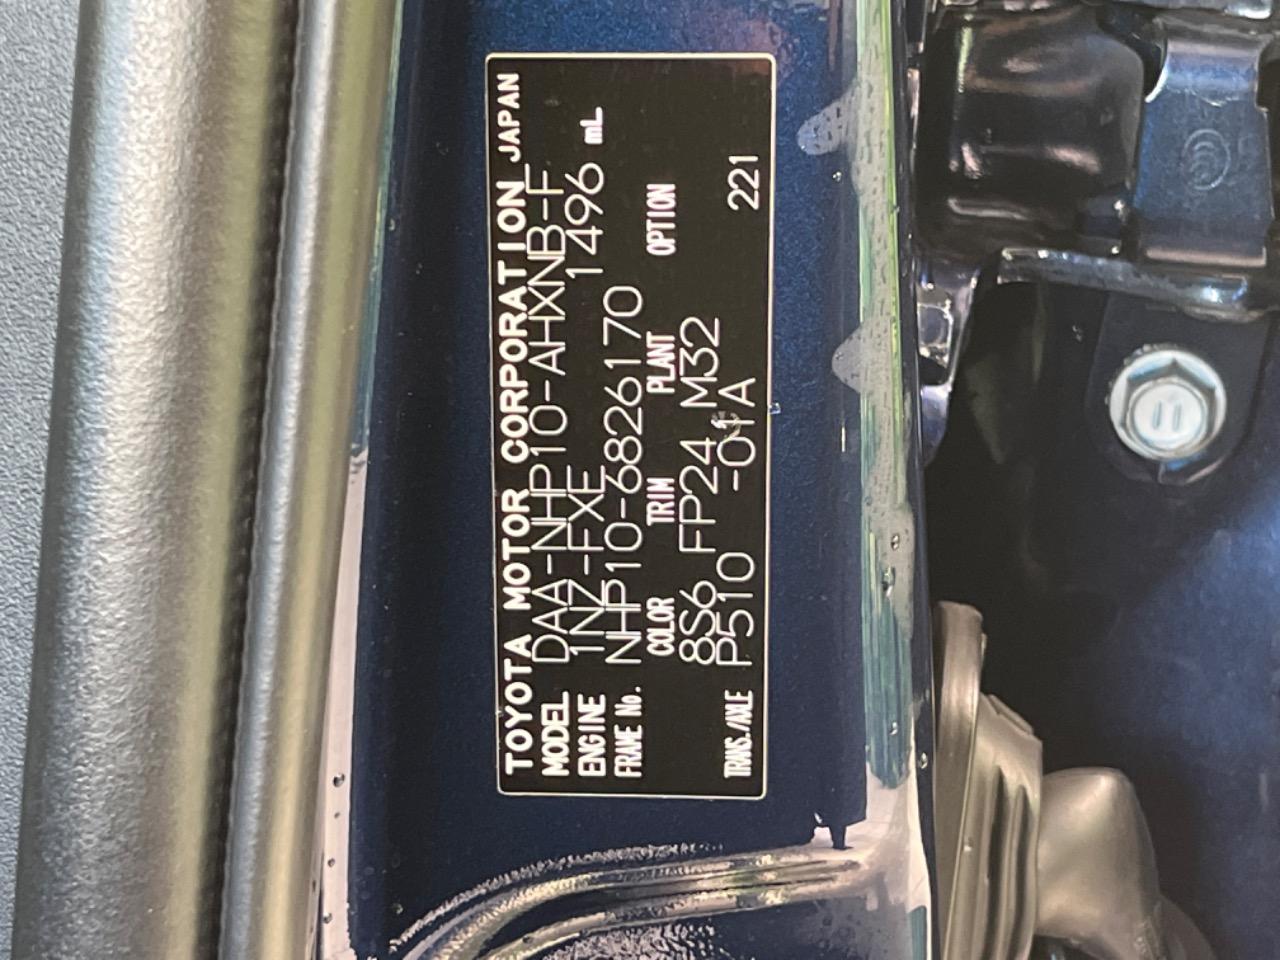 TOYOTA MOTOR CORPORATION JAPAN
MODEL DAA-NHP10-AHXNB-F
ENGINE 1NZ-FXE 1496 mL
FRAME No. NHP10-6826170
COLOR TRIM PLANT OPTION
8S6 FP24 M32
TRANS./AXLE P510 -01A 221